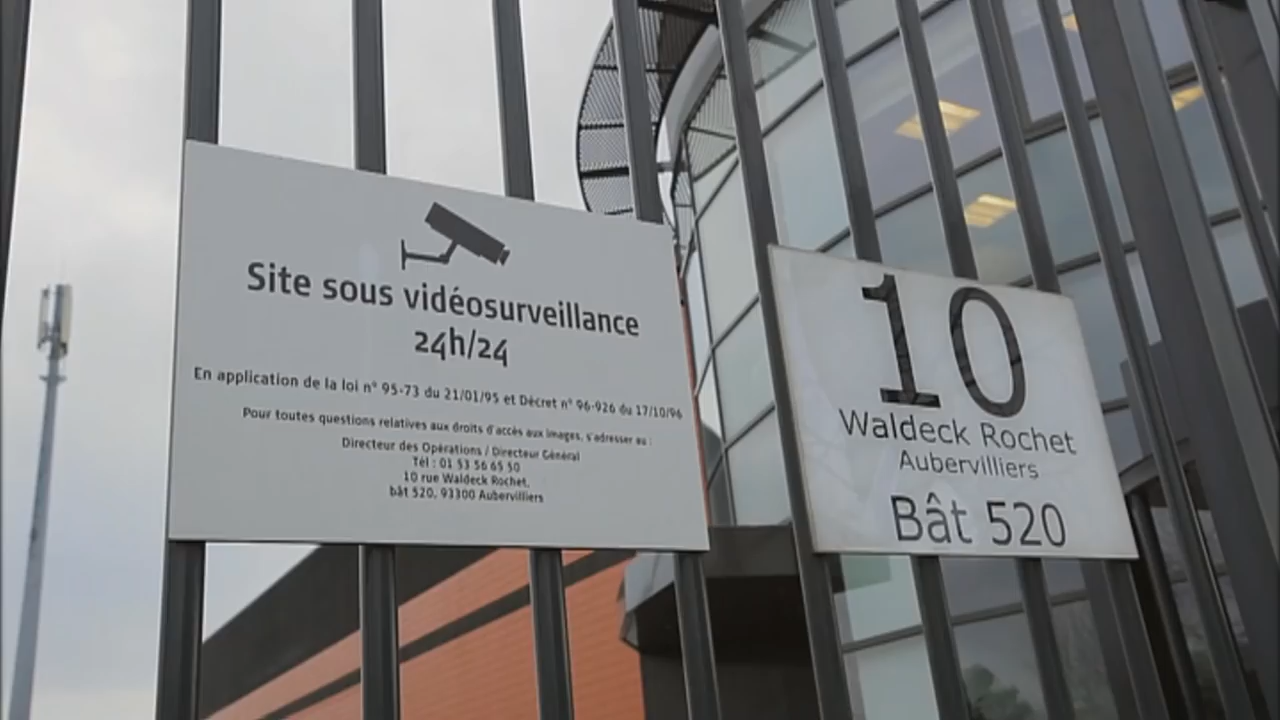 Site sous vidéosurveillance
24h/24
En application de la loi n° 95-73 du 21/01/95 et Décret n° 96-926 du 17/10/96
Pour toutes questions relatives aux droits d'accès aux images, s'adresser au :
Directeur des Opérations / Directeur Général
Tél : 01 53 56 65 50
10 rue Waldeck Rochet,
bât 520, 93300 Aubervilliers
10
Waldeck Rochet
Aubervilliers
Bât 520